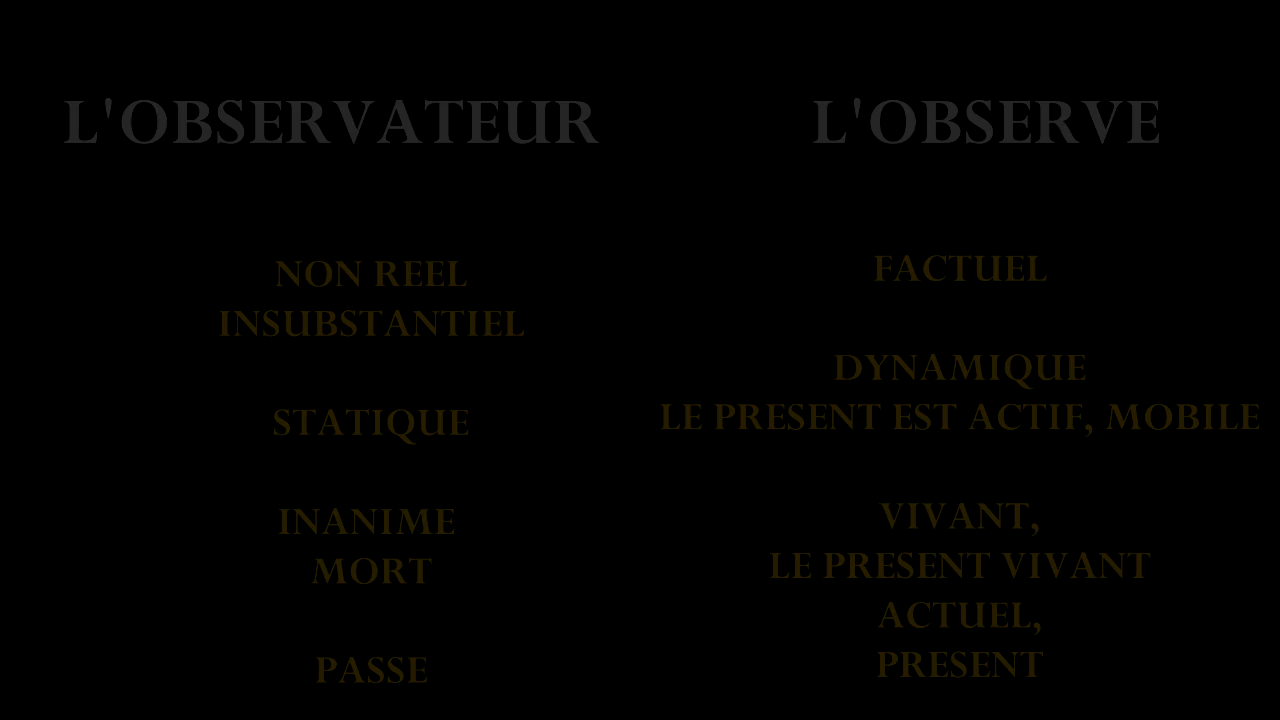 L'OBSERVATEUR
NON REEL
INSUBSTANTIEL
STATIQUE
INANIME
MORT
PASSE
L'OBSERVE
FACTUEL
DYNAMIQUE
LE PRESENT EST ACTIF, MOBILE
VIVANT,
LE PRESENT VIVANT
ACTUEL,
PRESENT